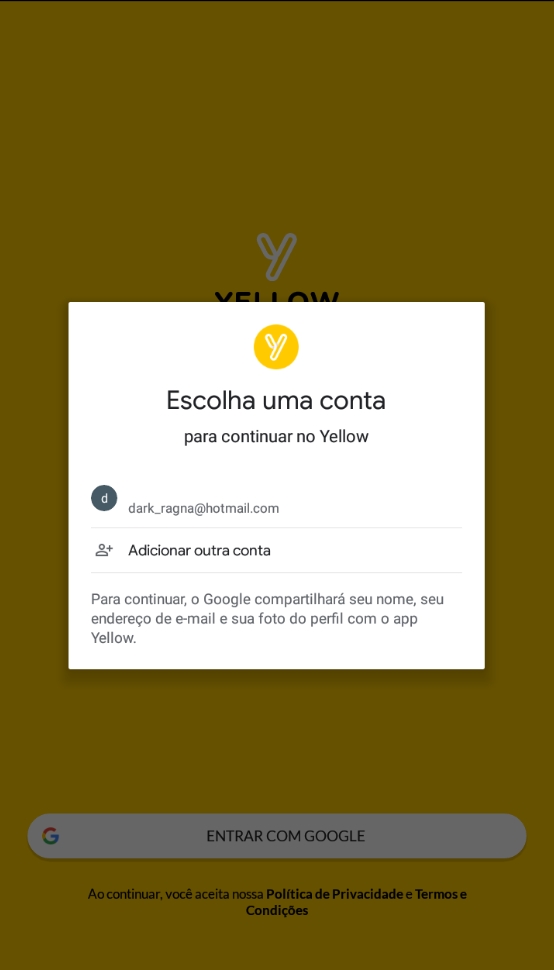 YELLOW
Escolha uma conta
para continuar no Yellow
d
dark_ragna@hotmail.com
Adicionar outra conta
Para continuar, o Google compartilhará seu nome, seu
endereço de e-mail e sua foto do perfil com o app
Yellow.
G
ENTRAR COM GOOGLE
Ao continuar, você aceita nossa Política de Privacidade e Termos e
Condições